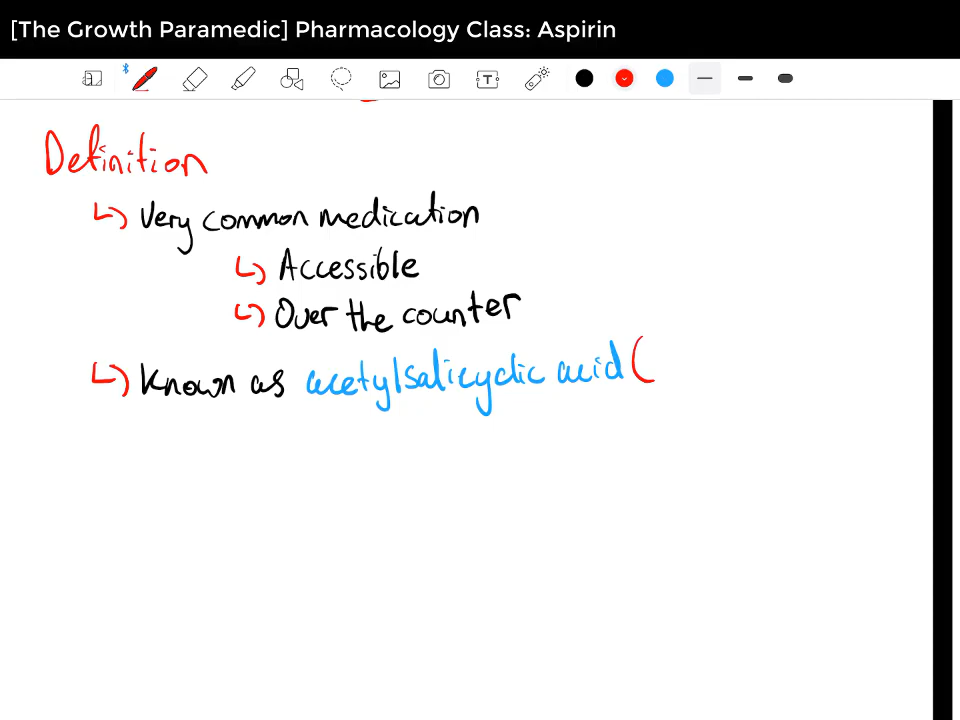 [The Growth Paramedic] Pharmacology Class: Aspirin
Definition
↳ Very common medication
↳ Accessible
↳ Over the counter
↳ Known as acetylsalicyclic acid (